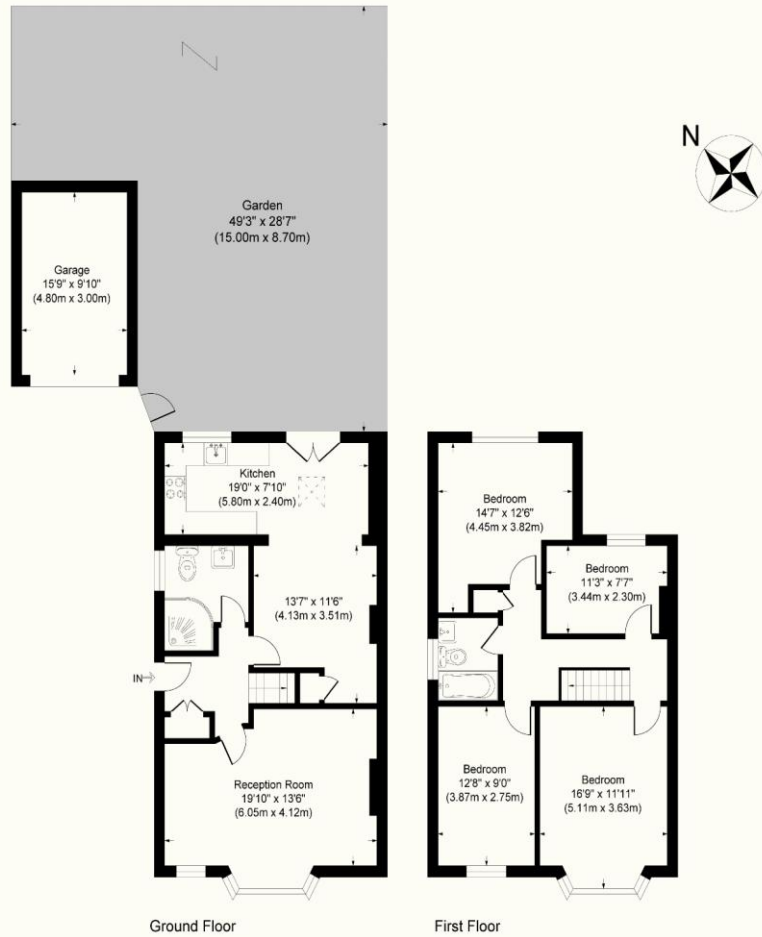 N
Garden
49'3" x 28'7"
(15.00m x 8.70m)
Garage
15'9" x 9'10"
(4.80m x 3.00m)
Kitchen
19'0" x 7'10"
(5.80m x 2.40m)
13'7" x 11'6"
(4.13m x 3.51m)
IN
Reception Room
19'10" x 13'6"
(6.05m x 4.12m)
Ground Floor
Bedroom
14'7" x 12'6"
(4.45m x 3.82m)
Bedroom
11'3" x 7'7"
(3.44m x 2.30m)
Bedroom
12'8" x 9'0"
(3.87m x 2.75m)
Bedroom
16'9" x 11'11"
(5.11m x 3.63m)
First Floor